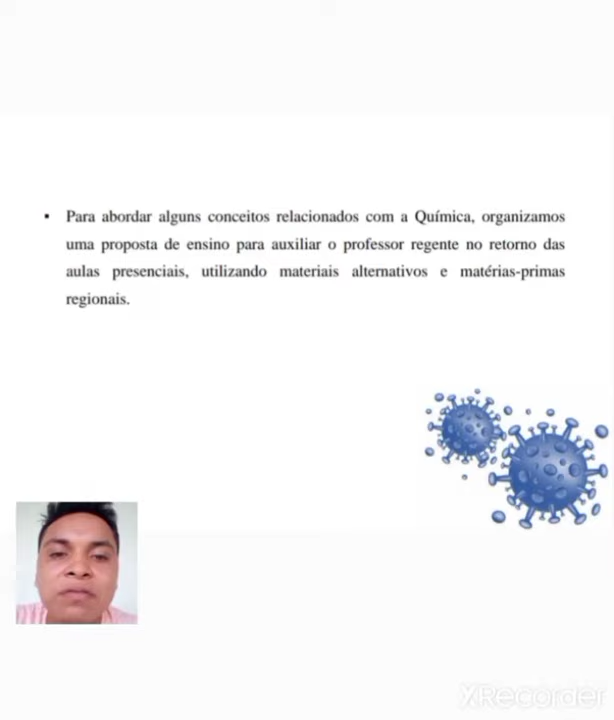 • Para abordar alguns conceitos relacionados com a Química, organizamos
uma proposta de ensino para auxiliar o professor regente no retorno das
aulas presenciais, utilizando materiais alternativos e matérias-primas
regionais.
XRecorder